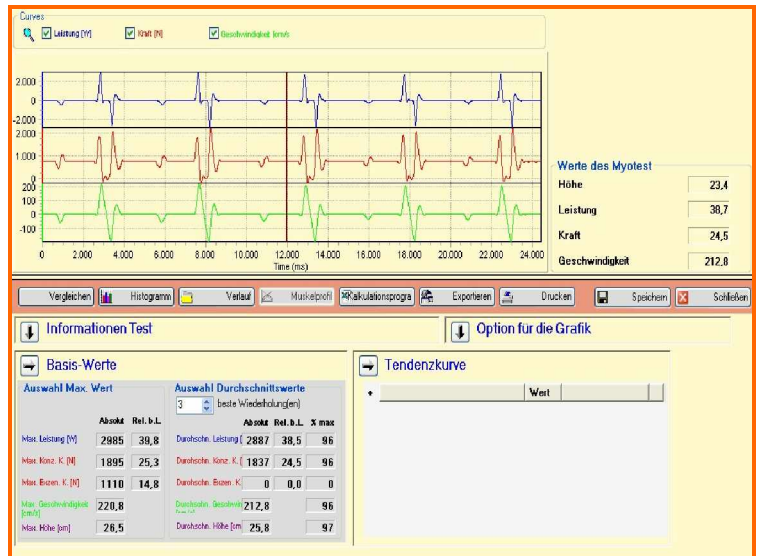 Curves
Leistung [W] Kraft [N] Geschwindigkeit [cm/s
2.000
0
-2.000
2.000
1.000
0
200
100
0
-100
0 2.000 4.000 6.000 8.000 10.000 12.000 14.000 16.000 18.000 20.000 22.000 24.000
Time (ms)
Werte des Myotest
Höhe 23,4
Leistung 38,7
Kraft 24,5
Geschwindigkeit 212,8
Vergleichen Histogramm Verlauf Muskelprofil Kalkulationsprogra Exportieren Drucken Speichern Schließen
Informationen Test
Option für die Grafik
Basis-Werte
Auswahl Max. Wert
Absolut Rel. b.L.
Max. Leistung [W] 2985 39,8
Max. Konz. K. [N] 1895 25,3
Max. Exzen. K. [N] 1110 14,8
Max. Geschwindigkeit [cm/s] 220,8
Max. Höhe [cm] 26,5
Auswahl Durchschnittswerte
3 beste Wiederholung(en)
Absolut Rel. b.L. % max
Durchschn. Leistung [ 2887 38,5 96
Durchschn. Konz. K. [ 1837 24,5 96
Durchschn. Exzen. K. 0 0,0 0
Durchschn. Geschwin 212,8 96
Durchschn. Höhe [cm 25,8 97
Tendenzkurve
Wert